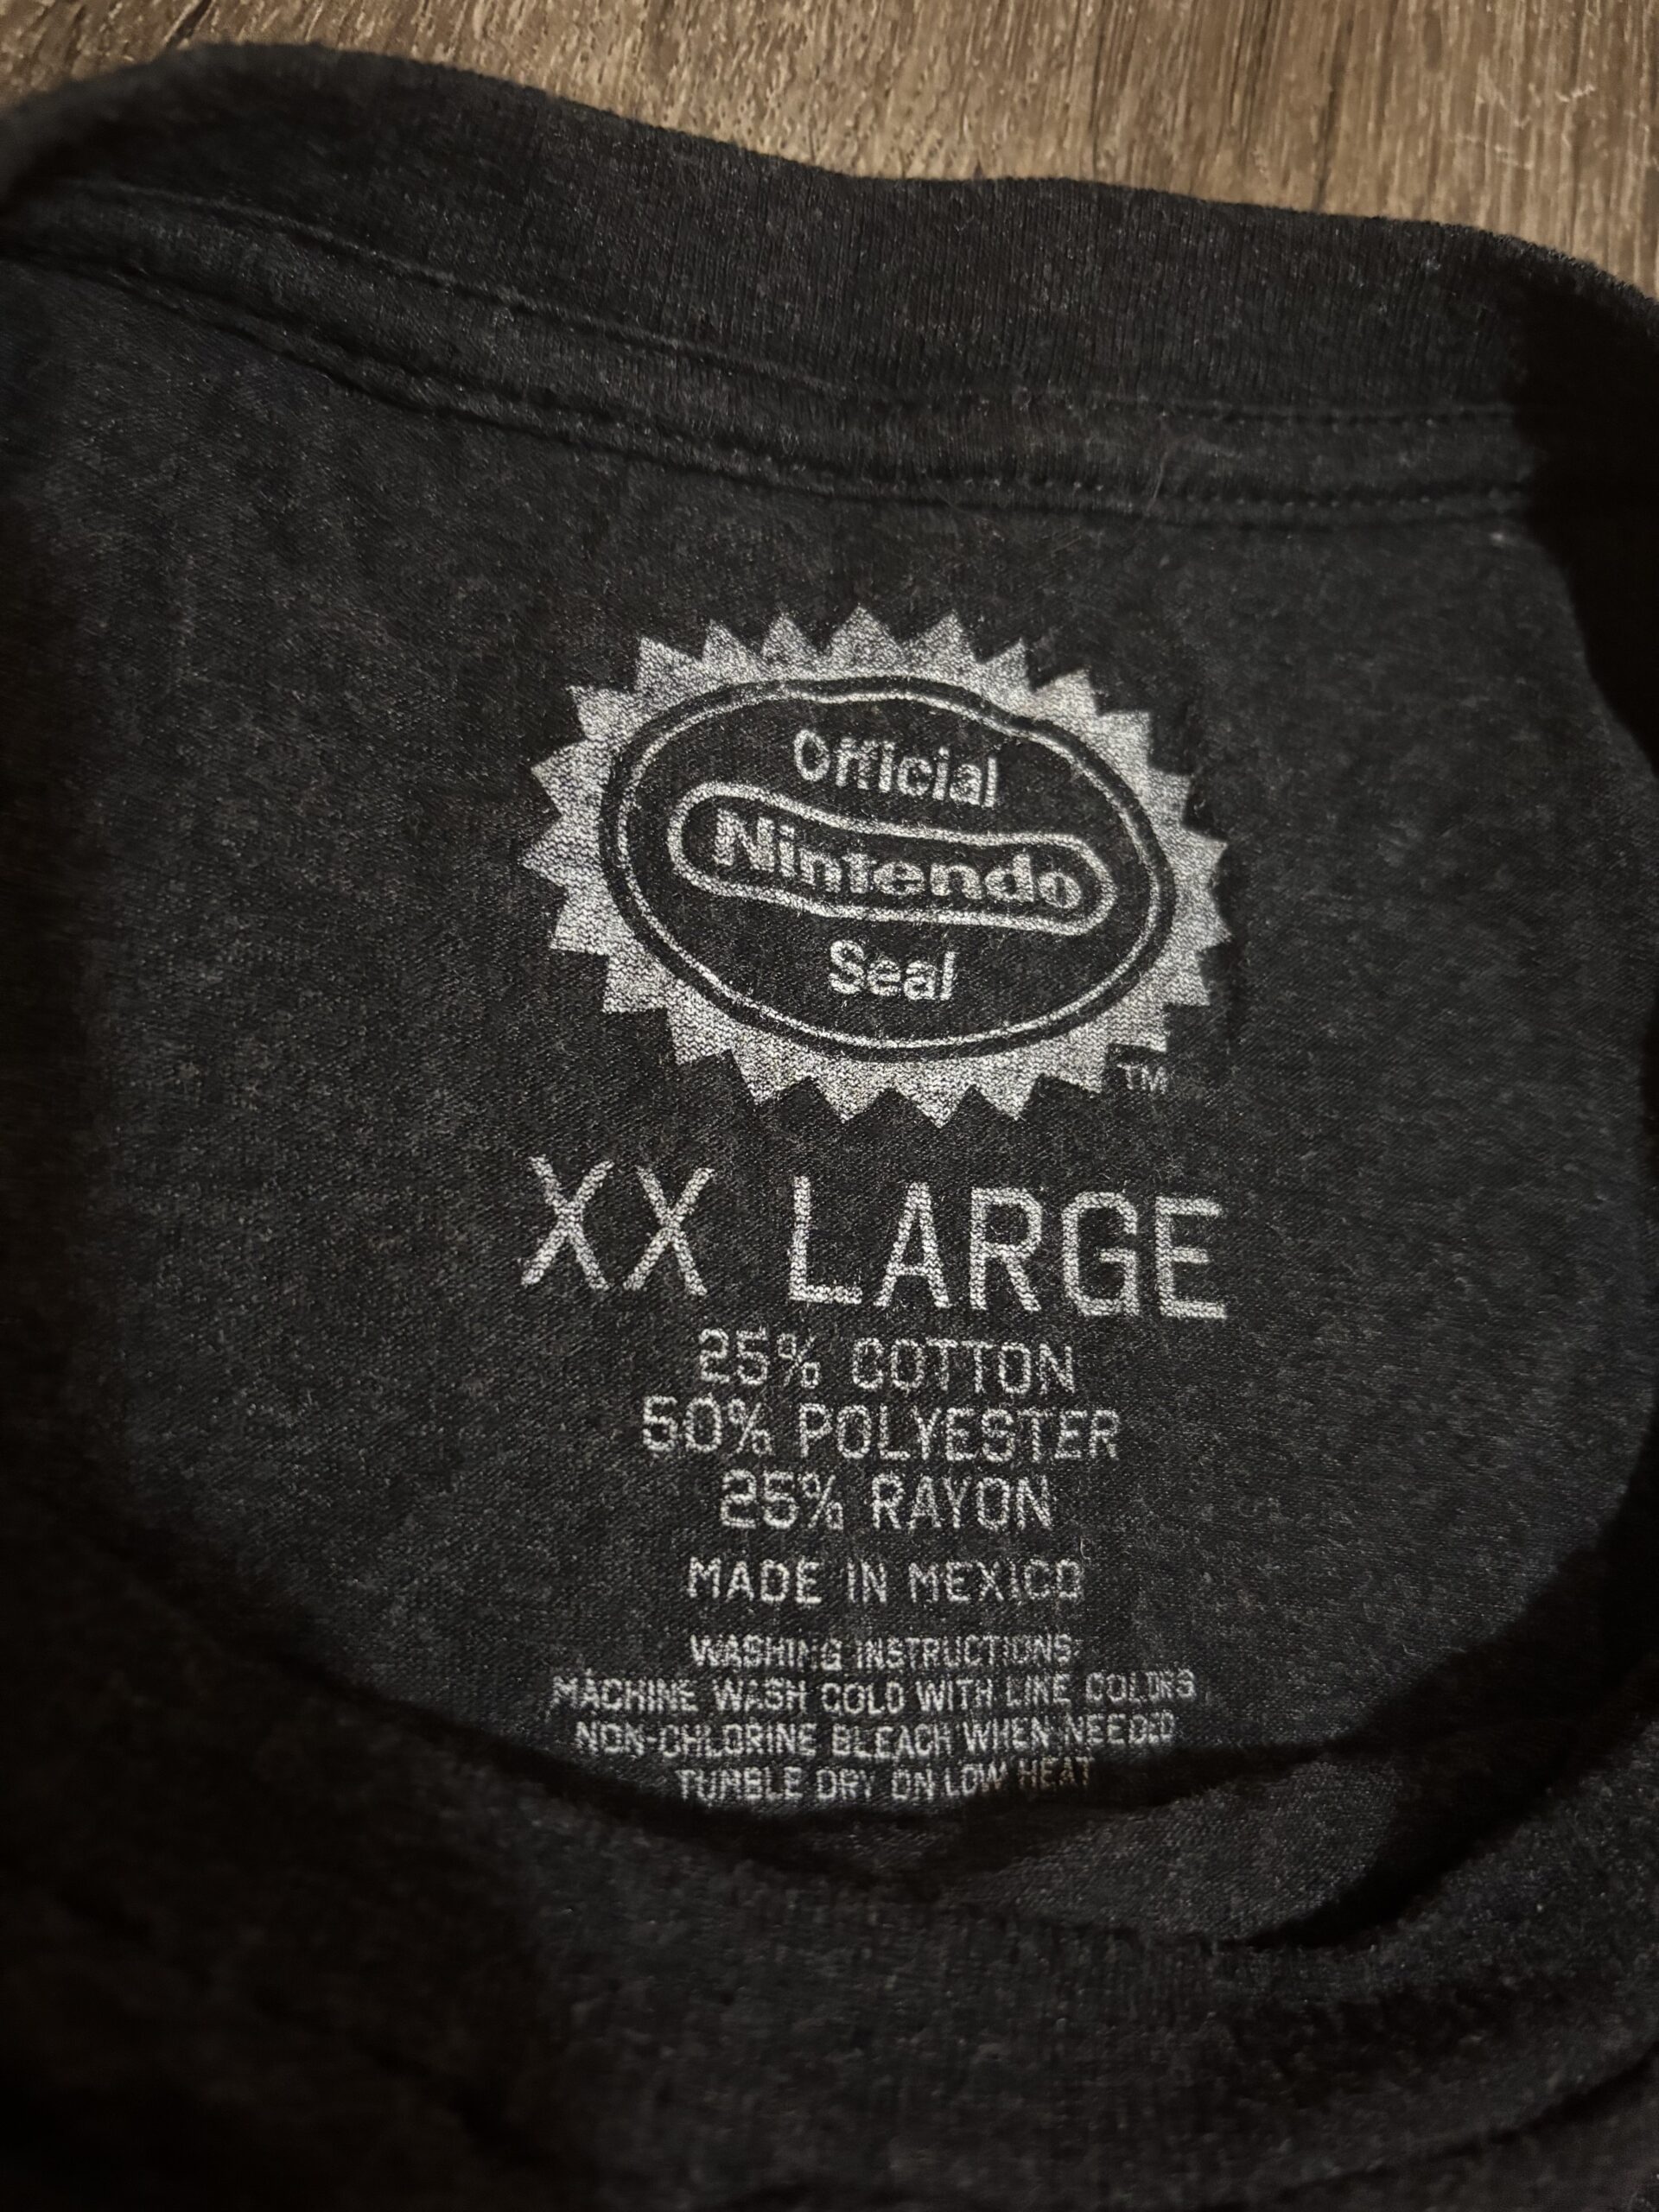 Official
Nintendo
Seal
TM
XX LARGE
25% COTTON
50% POLYESTER
25% RAYON
MADE IN MEXICO
WASHING INSTRUCTIONS
MACHINE WASH COLD WITH LIKE COLORS
NON-CHLORINE BLEACH WHEN NEEDED
TUMBLE DRY ON LOW HEAT